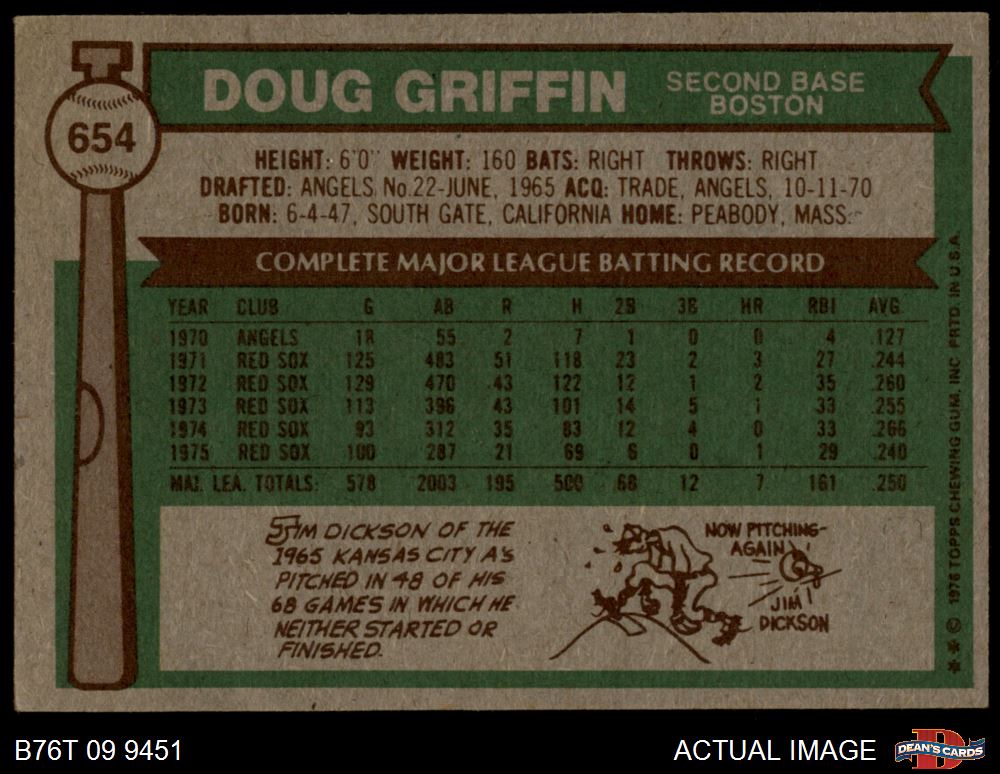 654
DOUG GRIFFIN
SECOND BASE
BOSTON
HEIGHT: 6'0" WEIGHT: 160 BATS: RIGHT THROWS: RIGHT
DRAFTED: ANGELS No.22-JUNE, 1965 ACQ: TRADE, ANGELS, 10-11-70
BORN: 6-4-47, SOUTH GATE, CALIFORNIA HOME: PEABODY, MASS.
COMPLETE MAJOR LEAGUE BATTING RECORD
YEAR CLUB G AB R H 2B 3B HR RBI AVG.
1970 ANGELS 18 55 2 7 1 0 0 4 .127
1971 RED SOX 125 483 51 118 23 2 3 27 .244
1972 RED SOX 129 470 43 122 12 1 2 35 .260
1973 RED SOX 113 396 43 101 14 5 1 33 .255
1974 RED SOX 93 312 35 83 12 4 0 33 .266
1975 RED SOX 100 287 21 69 6 0 1 29 .240
MAJ. LEA. TOTALS: 578 2003 195 500 68 12 7 161 .250
JIM DICKSON OF THE
1965 KANSAS CITY A's
PITCHED IN 48 OF HIS
68 GAMES IN WHICH HE
NEITHER STARTED OR
FINISHED.
NOW PITCHING-
AGAIN
JIM
DICKSON
** © 1976 TOPPS CHEWING GUM, INC. PRTD. IN U.S.A.
B76T 09 9451
ACTUAL IMAGE
D
DEAN'S CARDS